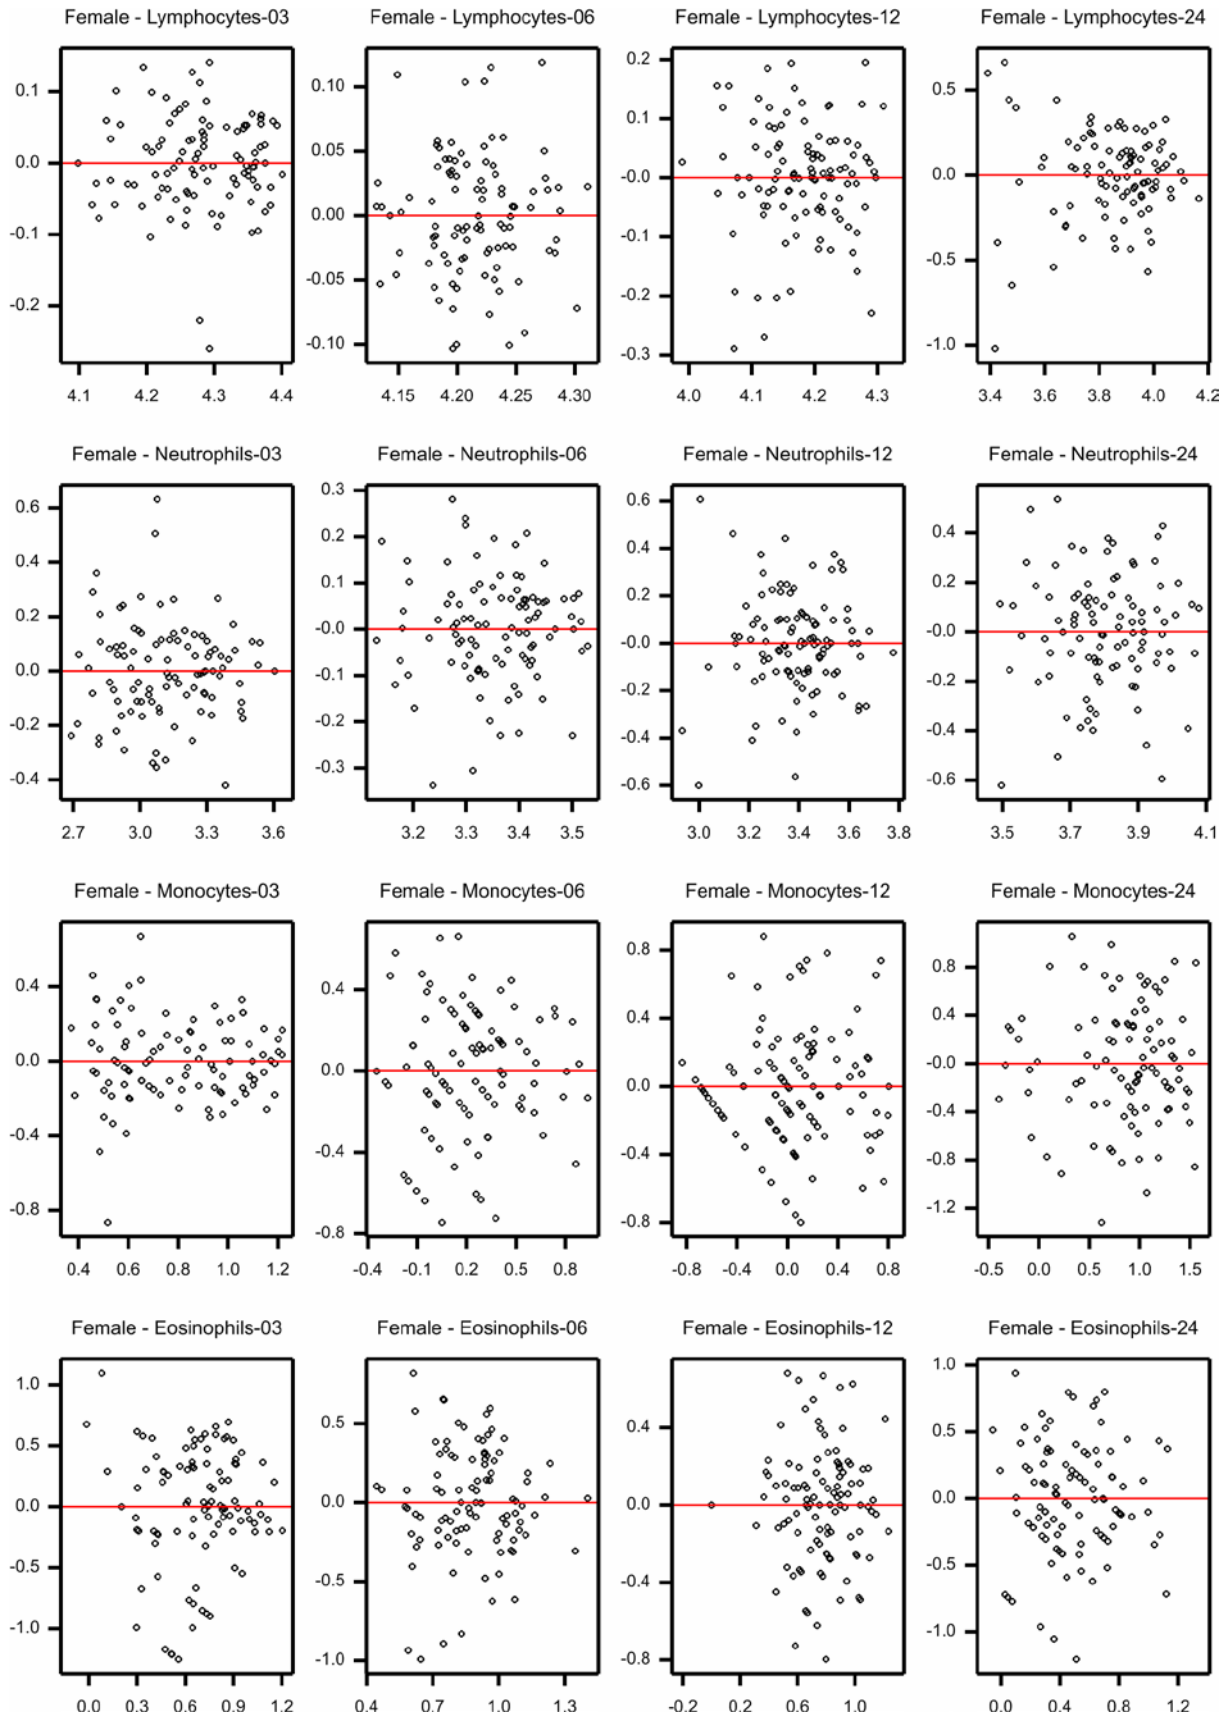 Female - Lymphocytes-03 Female - Lymphocytes-06 Female - Lymphocytes-12 Female - Lymphocytes-24
0.1 0.10 0.2 0.5
0.0 0.05 0.1 0.0
-0.1 0.00 -0.0 -0.5
-0.2 -0.05 -0.1 -1.0
-0.10 -0.2
-0.3
4.1 4.2 4.3 4.4 4.15 4.20 4.25 4.30 4.0 4.1 4.2 4.3 3.4 3.6 3.8 4.0 4.2
Female - Neutrophils-03 Female - Neutrophils-06 Female - Neutrophils-12 Female - Neutrophils-24
0.6 0.3 0.6 0.4
0.4 0.2 0.4 0.2
0.2 0.1 0.2 -0.0
0.0 -0.0 -0.0 -0.2
-0.2 -0.1 -0.2 -0.4
-0.4 -0.2 -0.4 -0.6
-0.3 -0.6
2.7 3.0 3.3 3.6 3.2 3.3 3.4 3.5 3.0 3.2 3.4 3.6 3.8 3.5 3.7 3.9 4.1
Female - Monocytes-03 Female - Monocytes-06 Female - Monocytes-12 Female - Monocytes-24
0.4 0.4 0.8 0.8
0.0 0.0 0.4 0.4
-0.4 -0.4 0.0 -0.0
-0.8 -0.8 -0.4 -0.4
-0.8 -0.8
-1.2
0.4 0.6 0.8 1.0 1.2 -0.4 -0.1 0.2 0.5 0.8 -0.8 -0.4 0.0 0.4 0.8 -0.5 0.0 0.5 1.0 1.5
Female - Eosinophils-03 Female - Eosinophils-06 Female - Eosinophils-12 Female - Eosinophils-24
1.0 0.5 0.4 1.0
0.5 0.0 0.0 0.5
0.0 -0.5 -0.4 0.0
-0.5 -1.0 -0.8 -0.5
-1.0 -1.0
0.0 0.3 0.6 0.9 1.2 0.4 0.7 1.0 1.3 -0.2 0.2 0.6 1.0 0.0 0.4 0.8 1.2